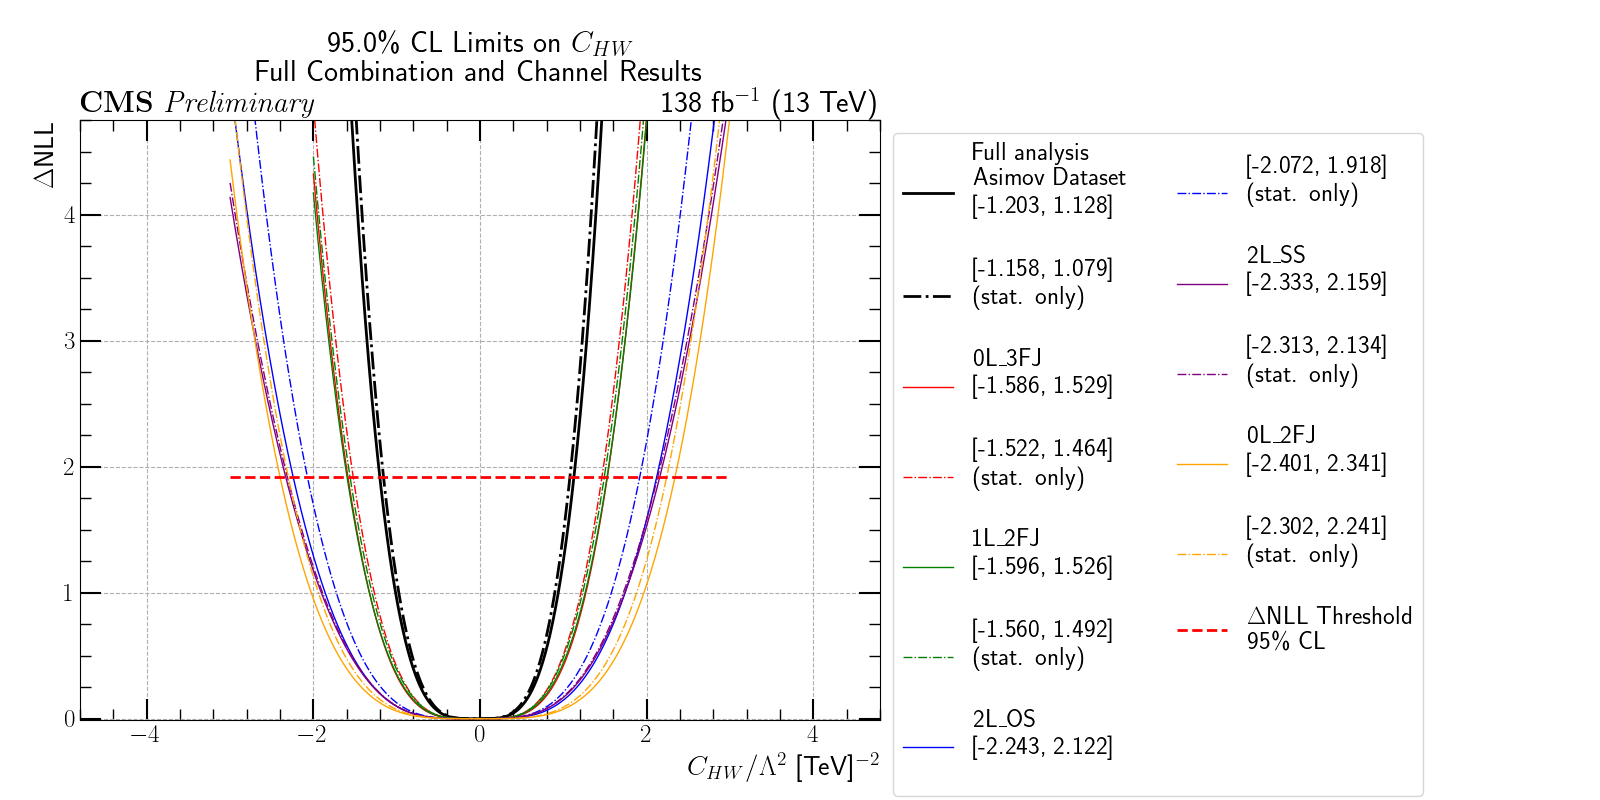 95.0% CL Limits on C_{HW}
Full Combination and Channel Results
CMS Preliminary
138 fb^{-1} (13 TeV)
ΔNLL
4
3
2
1
0
−4
−2
0
2
4
C_{HW}/Λ^2 [TeV]^{-2}
Full analysis
Asimov Dataset
[-1.203, 1.128]
[-1.158, 1.079]
(stat. only)
0L_3FJ
[-1.586, 1.529]
[-1.522, 1.464]
(stat. only)
1L_2FJ
[-1.596, 1.526]
[-1.560, 1.492]
(stat. only)
2L_OS
[-2.243, 2.122]
[-2.072, 1.918]
(stat. only)
2L_SS
[-2.333, 2.159]
[-2.313, 2.134]
(stat. only)
0L_2FJ
[-2.401, 2.341]
[-2.302, 2.241]
(stat. only)
ΔNLL Threshold
95% CL